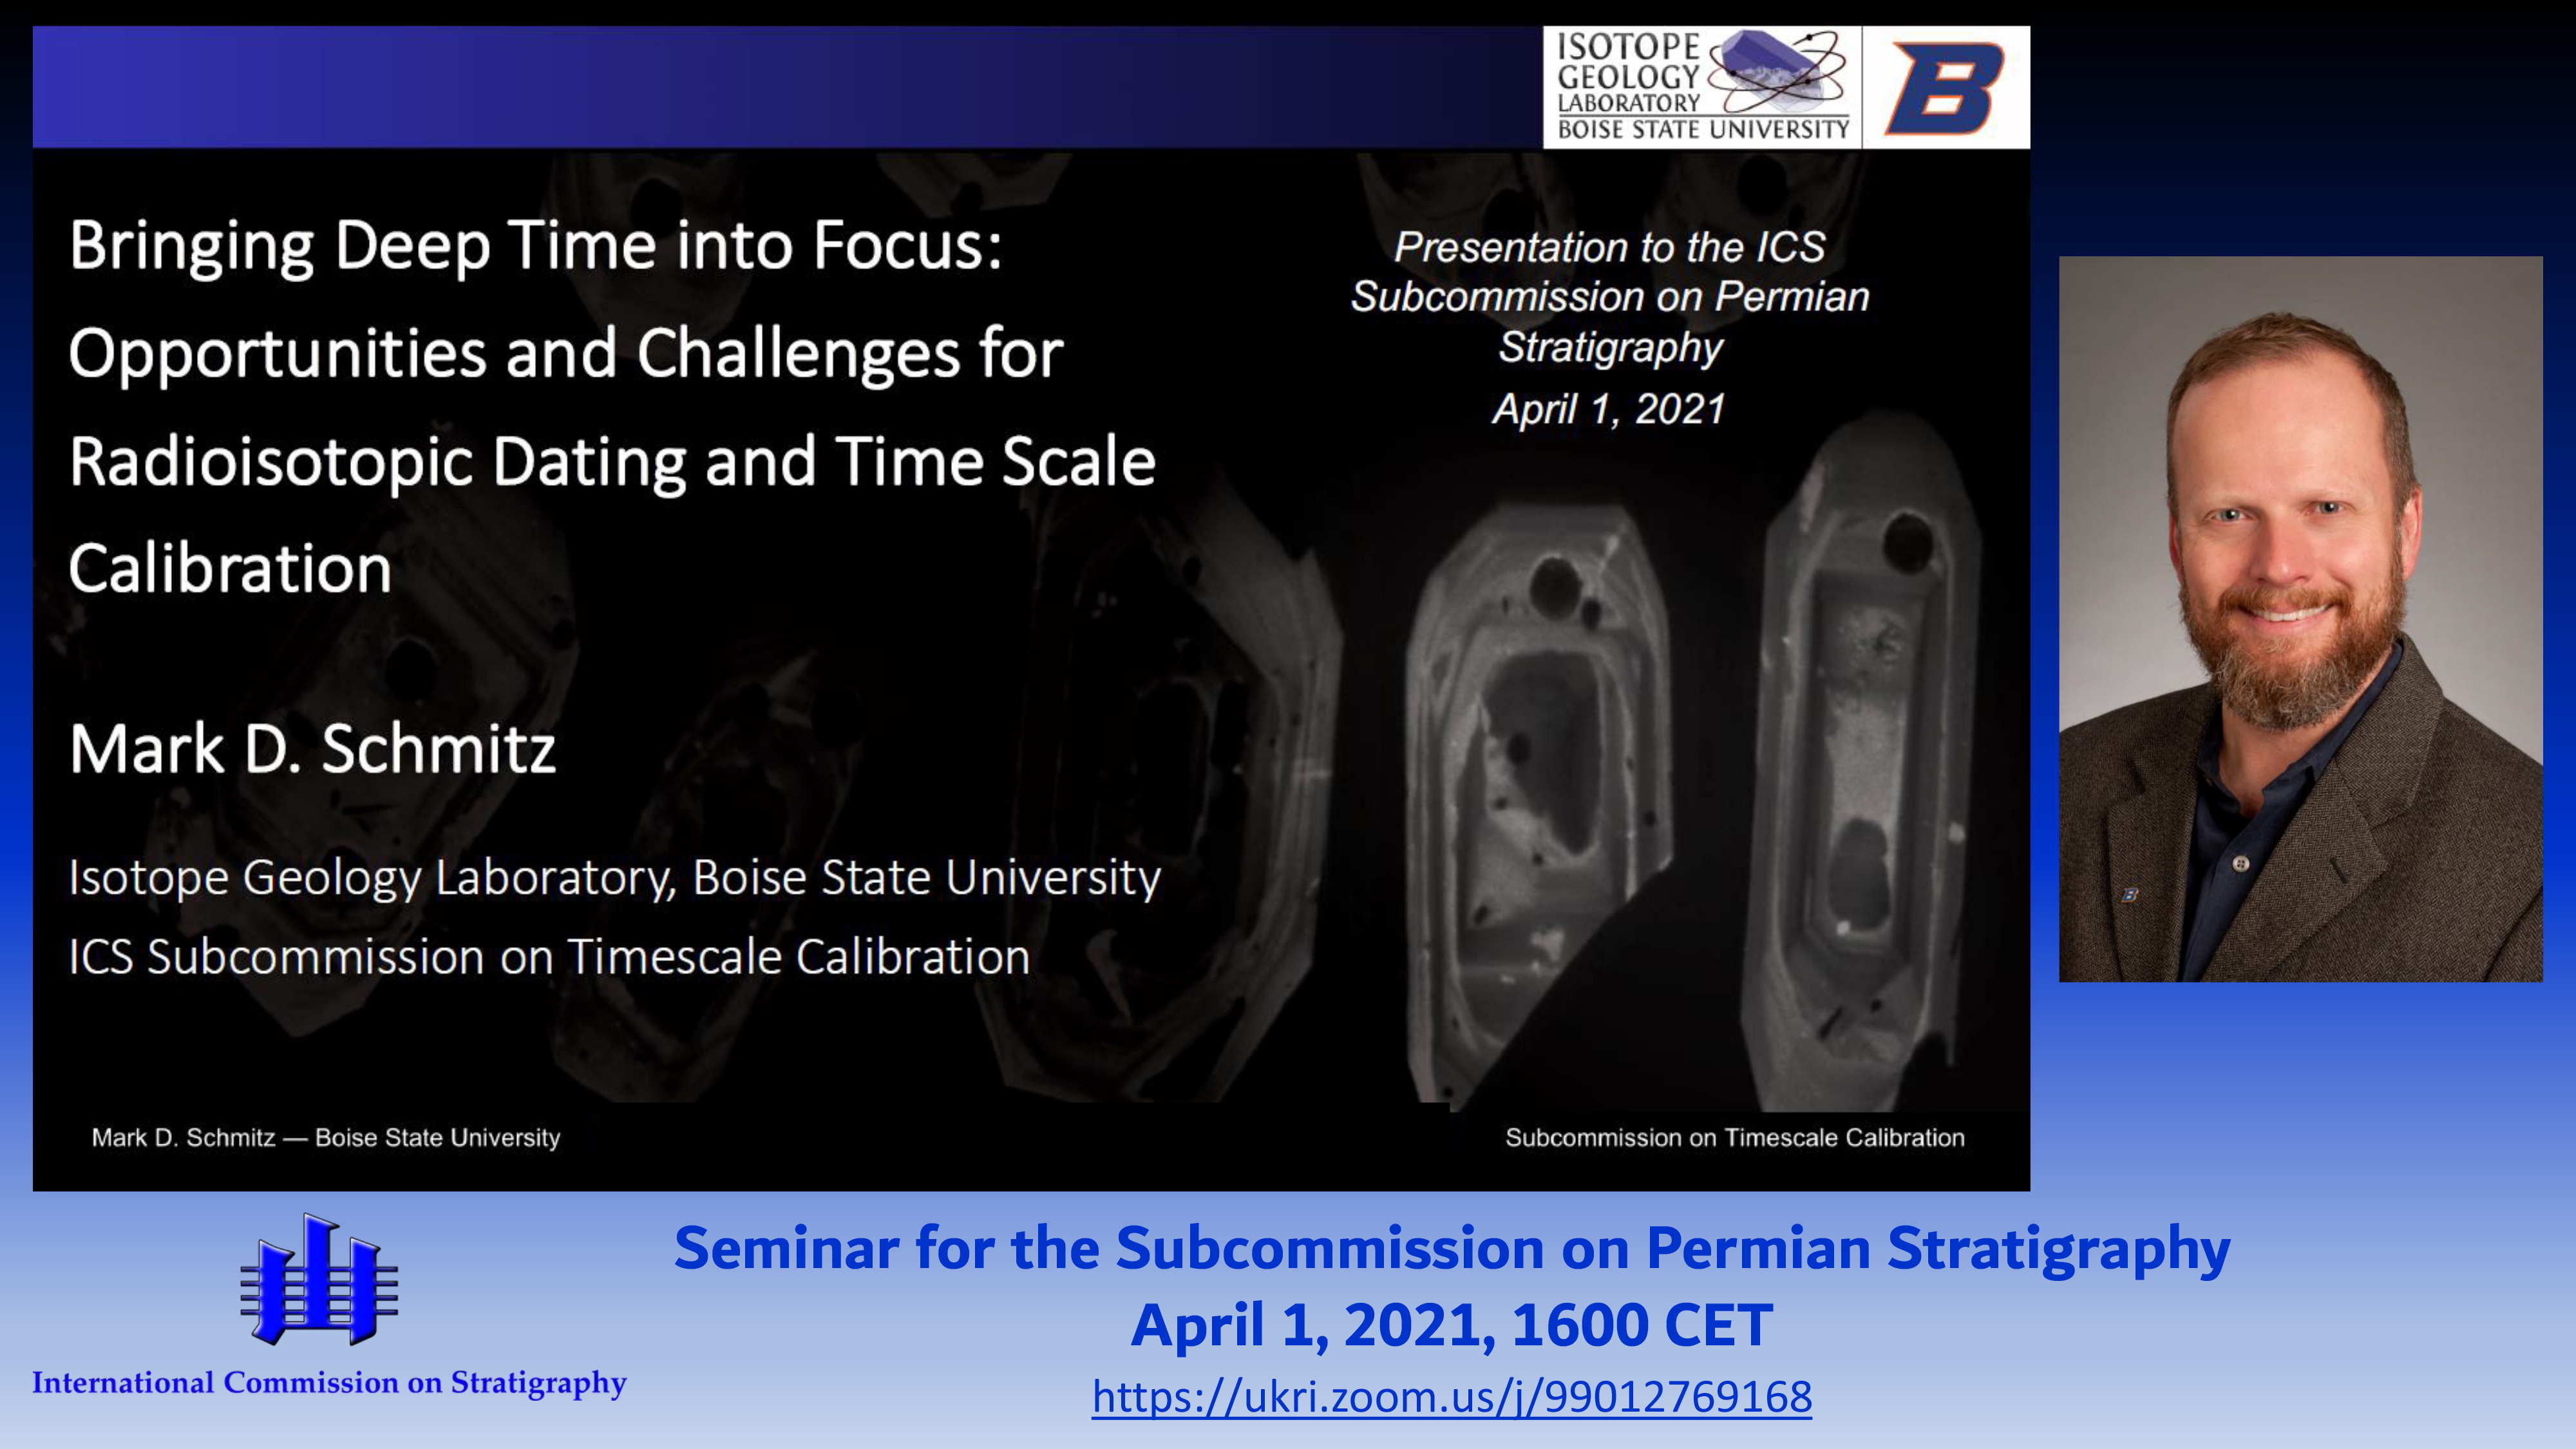 ISOTOPE
GEOLOGY
LABORATORY
BOISE STATE UNIVERSITY
B
Bringing Deep Time into Focus:
Opportunities and Challenges for
Radioisotopic Dating and Time Scale
Calibration
Presentation to the ICS
Subcommission on Permian
Stratigraphy
April 1, 2021
Mark D. Schmitz
Isotope Geology Laboratory, Boise State University
ICS Subcommission on Timescale Calibration
Mark D. Schmitz — Boise State University
Subcommission on Timescale Calibration
B
International Commission on Stratigraphy
Seminar for the Subcommission on Permian Stratigraphy
April 1, 2021, 1600 CET
https://ukri.zoom.us/j/99012769168